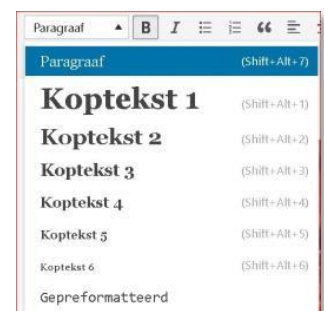 Paragraaf B I
Paragraaf (Shift+Alt+7)
Koptekst 1 (Shift+Alt+1)
Koptekst 2 (Shift+Alt+2)
Koptekst 3 (Shift+Alt+3)
Koptekst 4 (Shift+Alt+4)
Koptekst 5 (Shift+Alt+5)
Koptekst 6 (Shift+Alt+6)
Gepreformatteerd